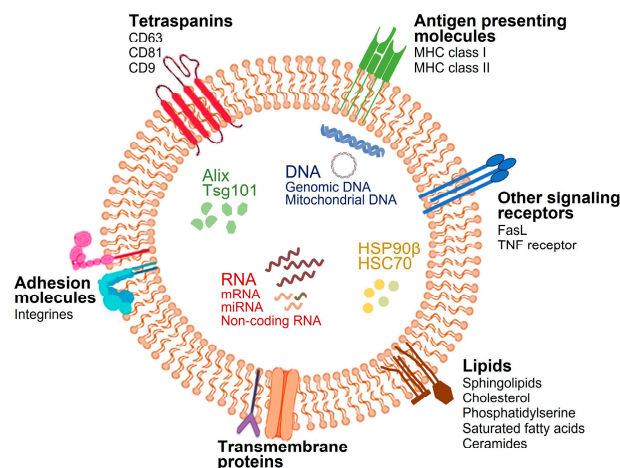 Tetraspanins
CD63
CD81
CD9
Antigen presenting
molecules
MHC class I
MHC class II
Alix
Tsg101
DNA
Genomic DNA
Mitochondrial DNA
Other signaling
receptors
FasL
TNF receptor
HSP90β
HSC70
RNA
mRNA
miRNA
Non-coding RNA
Adhesion
molecules
Integrines
Lipids
Sphingolipids
Cholesterol
Phosphatidylserine
Saturated fatty acids
Ceramides
Transmembrane
proteins